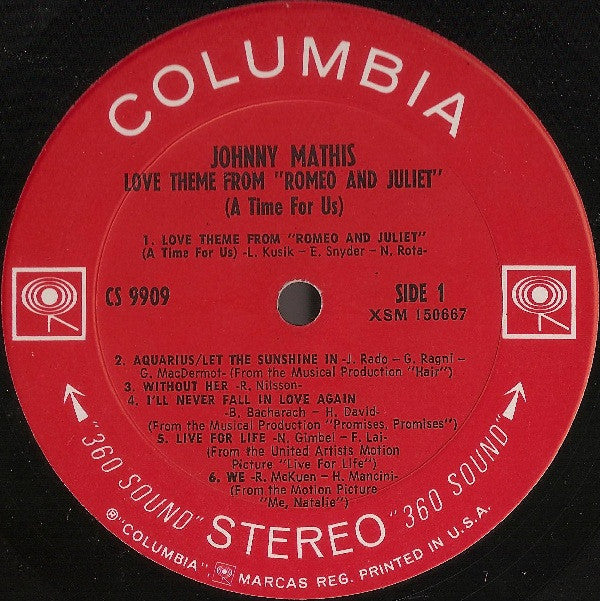 COLUMBIA
JOHNNY MATHIS
LOVE THEME FROM "ROMEO AND JULIET"
(A Time For Us)
1. LOVE THEME FROM "ROMEO AND JULIET"
(A Time For Us) -L. Kusik - E. Snyder - N. Rota-
CS 9909
SIDE 1
XSM 150667
2. AQUARIUS/LET THE SUNSHINE IN -J. Rado - G. Ragni -
G. MacDermot- (From the Musical Production "Hair")
3. WITHOUT HER -R. Nilsson-
4. I'LL NEVER FALL IN LOVE AGAIN
-B. Bacharach - H. David-
(From the Musical Production "Promises, Promises")
5. LIVE FOR LIFE -N. Gimbel - F. Lai-
(From the United Artists Motion
Picture "Live For Life")
6. WE -R. McKuen - H. Mancini-
(From the Motion Picture
"Me, Natalie")
"360 SOUND" STEREO "360 SOUND"
®"COLUMBIA", MARCAS REG. PRINTED IN U.S.A.